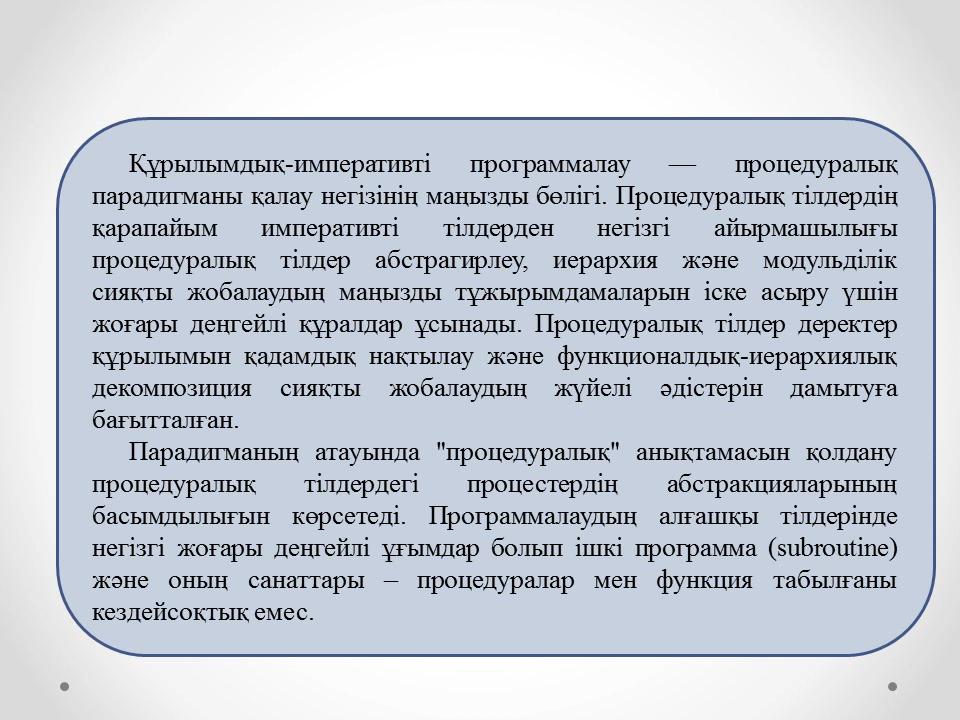 Құрылымдық-императивті программалау — процедуралық
парадигманы қалау негізінің маңызды бөлігі. Процедуралық тілдердің
қарапайым императивті тілдерден негізгі айырмашылығы
процедуралық тілдер абстрагирлеу, иерархия және модульділік
сияқты жобалаудың маңызды тұжырымдамаларын іске асыру үшін
жоғары деңгейлі құралдар ұсынады. Процедуралық тілдер деректер
құрылымын қадамдық нақтылау және функционалдық-иерархиялық
декомпозиция сияқты жобалаудың жүйелі әдістерін дамытуға
бағытталған.
Парадигманың атауында "процедуралық" анықтамасын қолдану
процедуралық тілдердегі процестердің абстракцияларының
басымдылығын көрсетеді. Программалаудың алғашқы тілдерінде
негізгі жоғары деңгейлі ұғымдар болып ішкі программа (subroutine)
және оның санаттары – процедуралар мен функция табылғаны
кездейсоқтық емес.